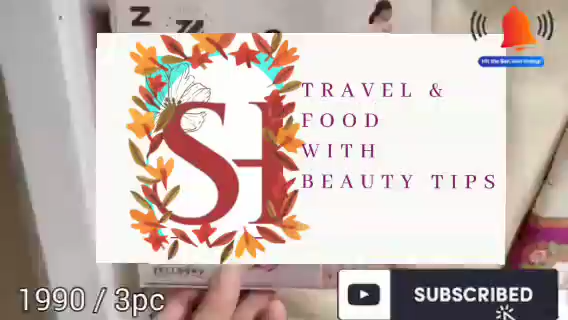 SH
TRAVEL &
FOOD
WITH
BEAUTY TIPS
1990 / 3pc
SUBSCRIBED